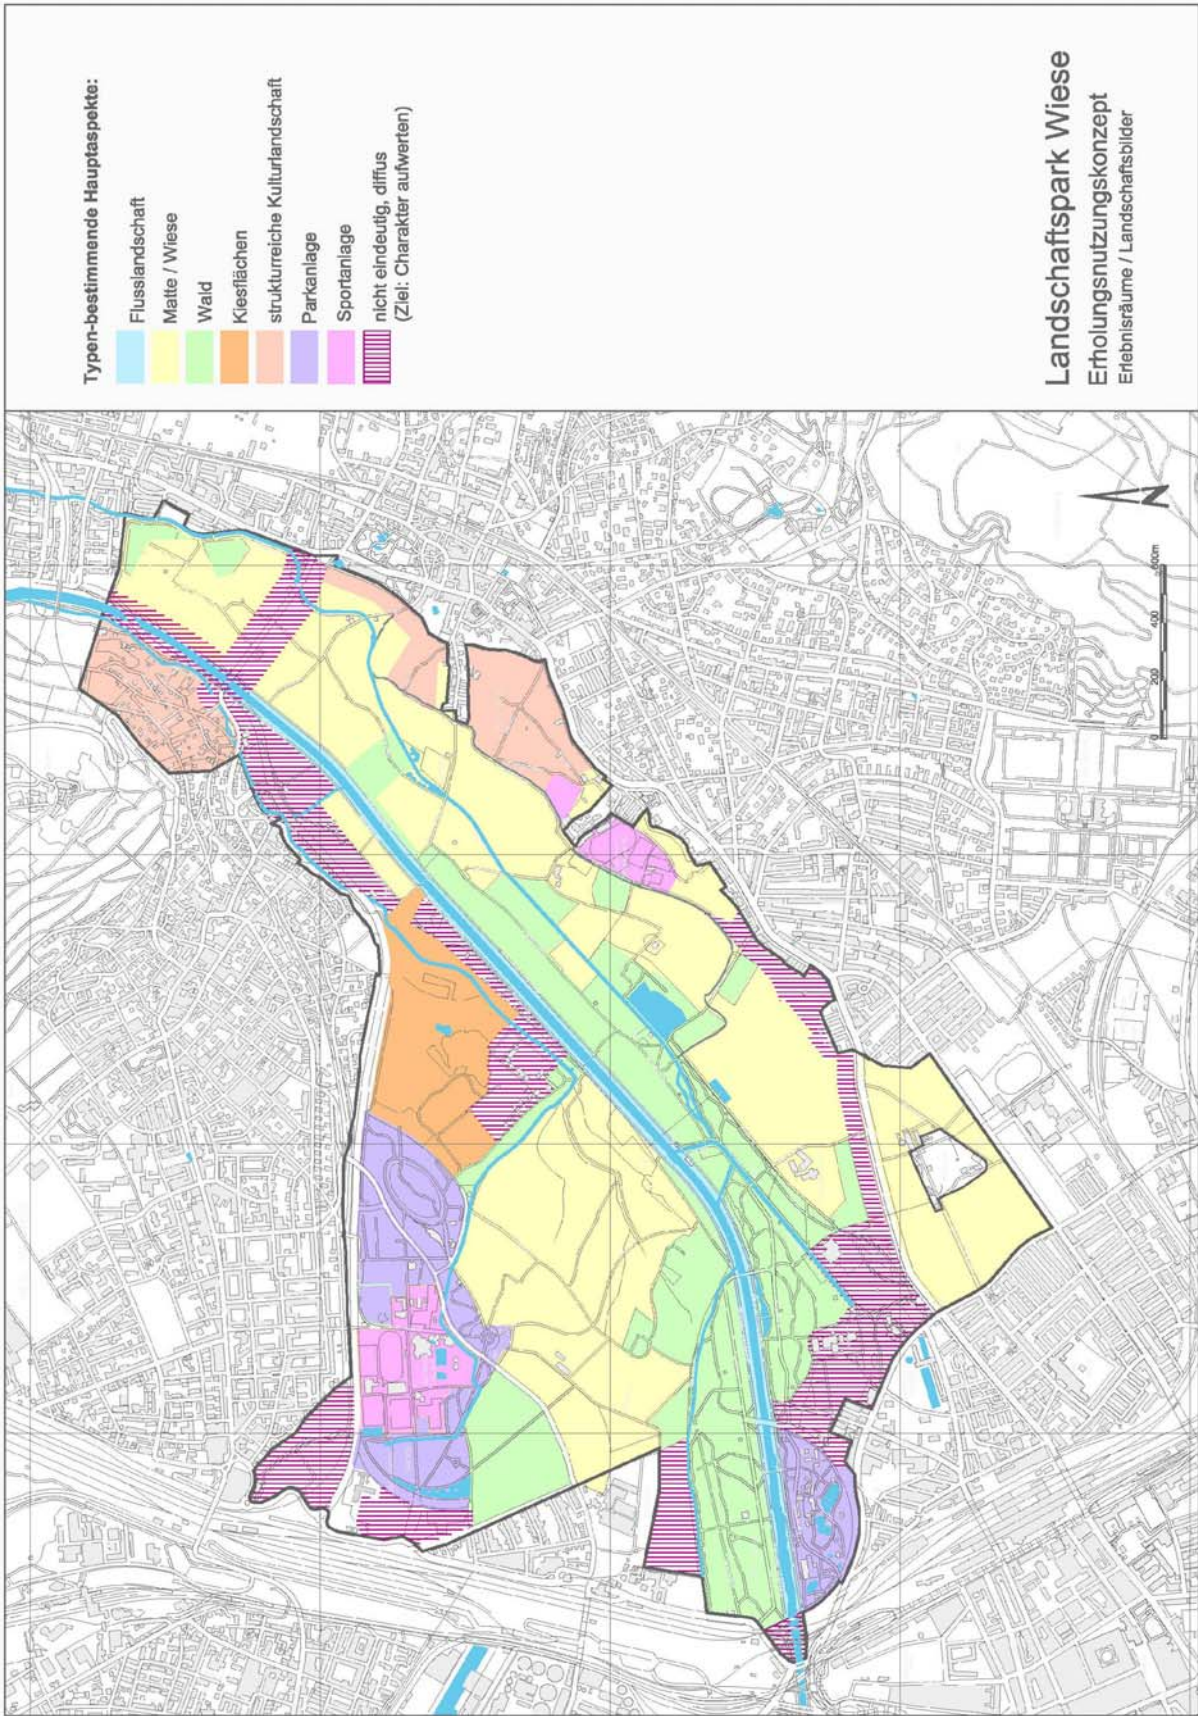 Typen-bestimmende Hauptaspekte:
Flusslandschaft
Matte / Wiese
Wald
Kiesflächen
strukturreiche Kulturlandschaft
Parkanlage
Sportanlage
nicht eindeutig, diffus
(Ziel: Charakter aufwerten)
Landschaftspark Wiese
Erholungsnutzungskonzept
Erlebnisräume / Landschaftsbilder
N
0 200 400 600m